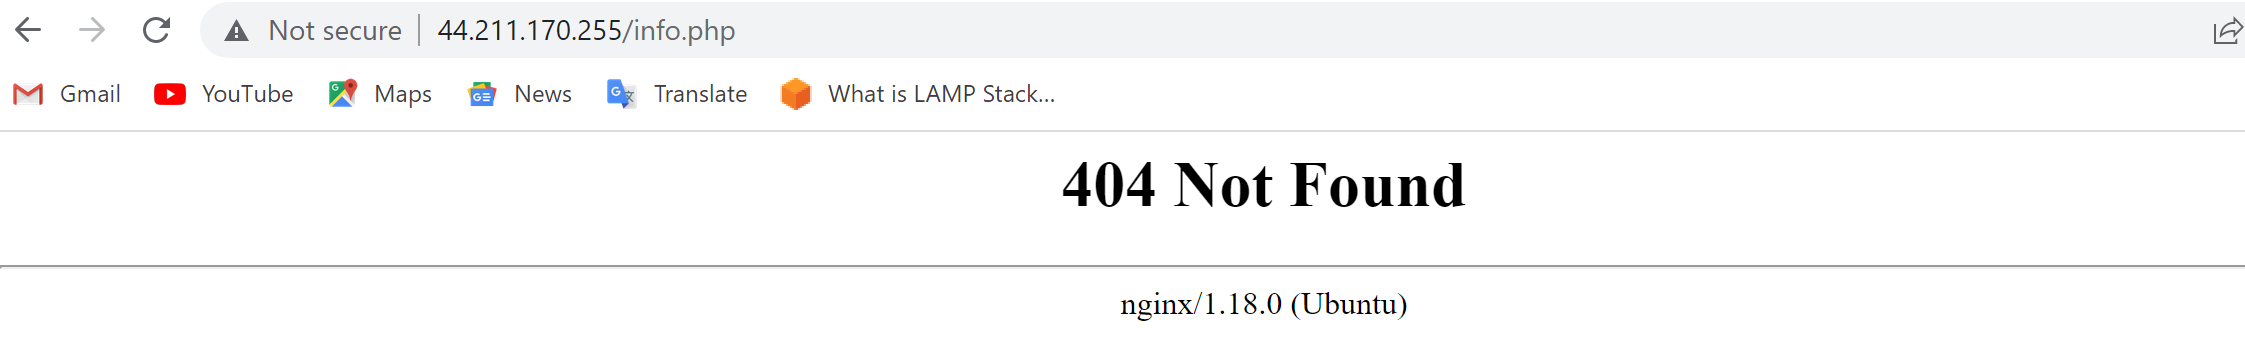 Not secure 44.211.170.255/info.php
Gmail YouTube Maps News Translate What is LAMP Stack...
404 Not Found
nginx/1.18.0 (Ubuntu)